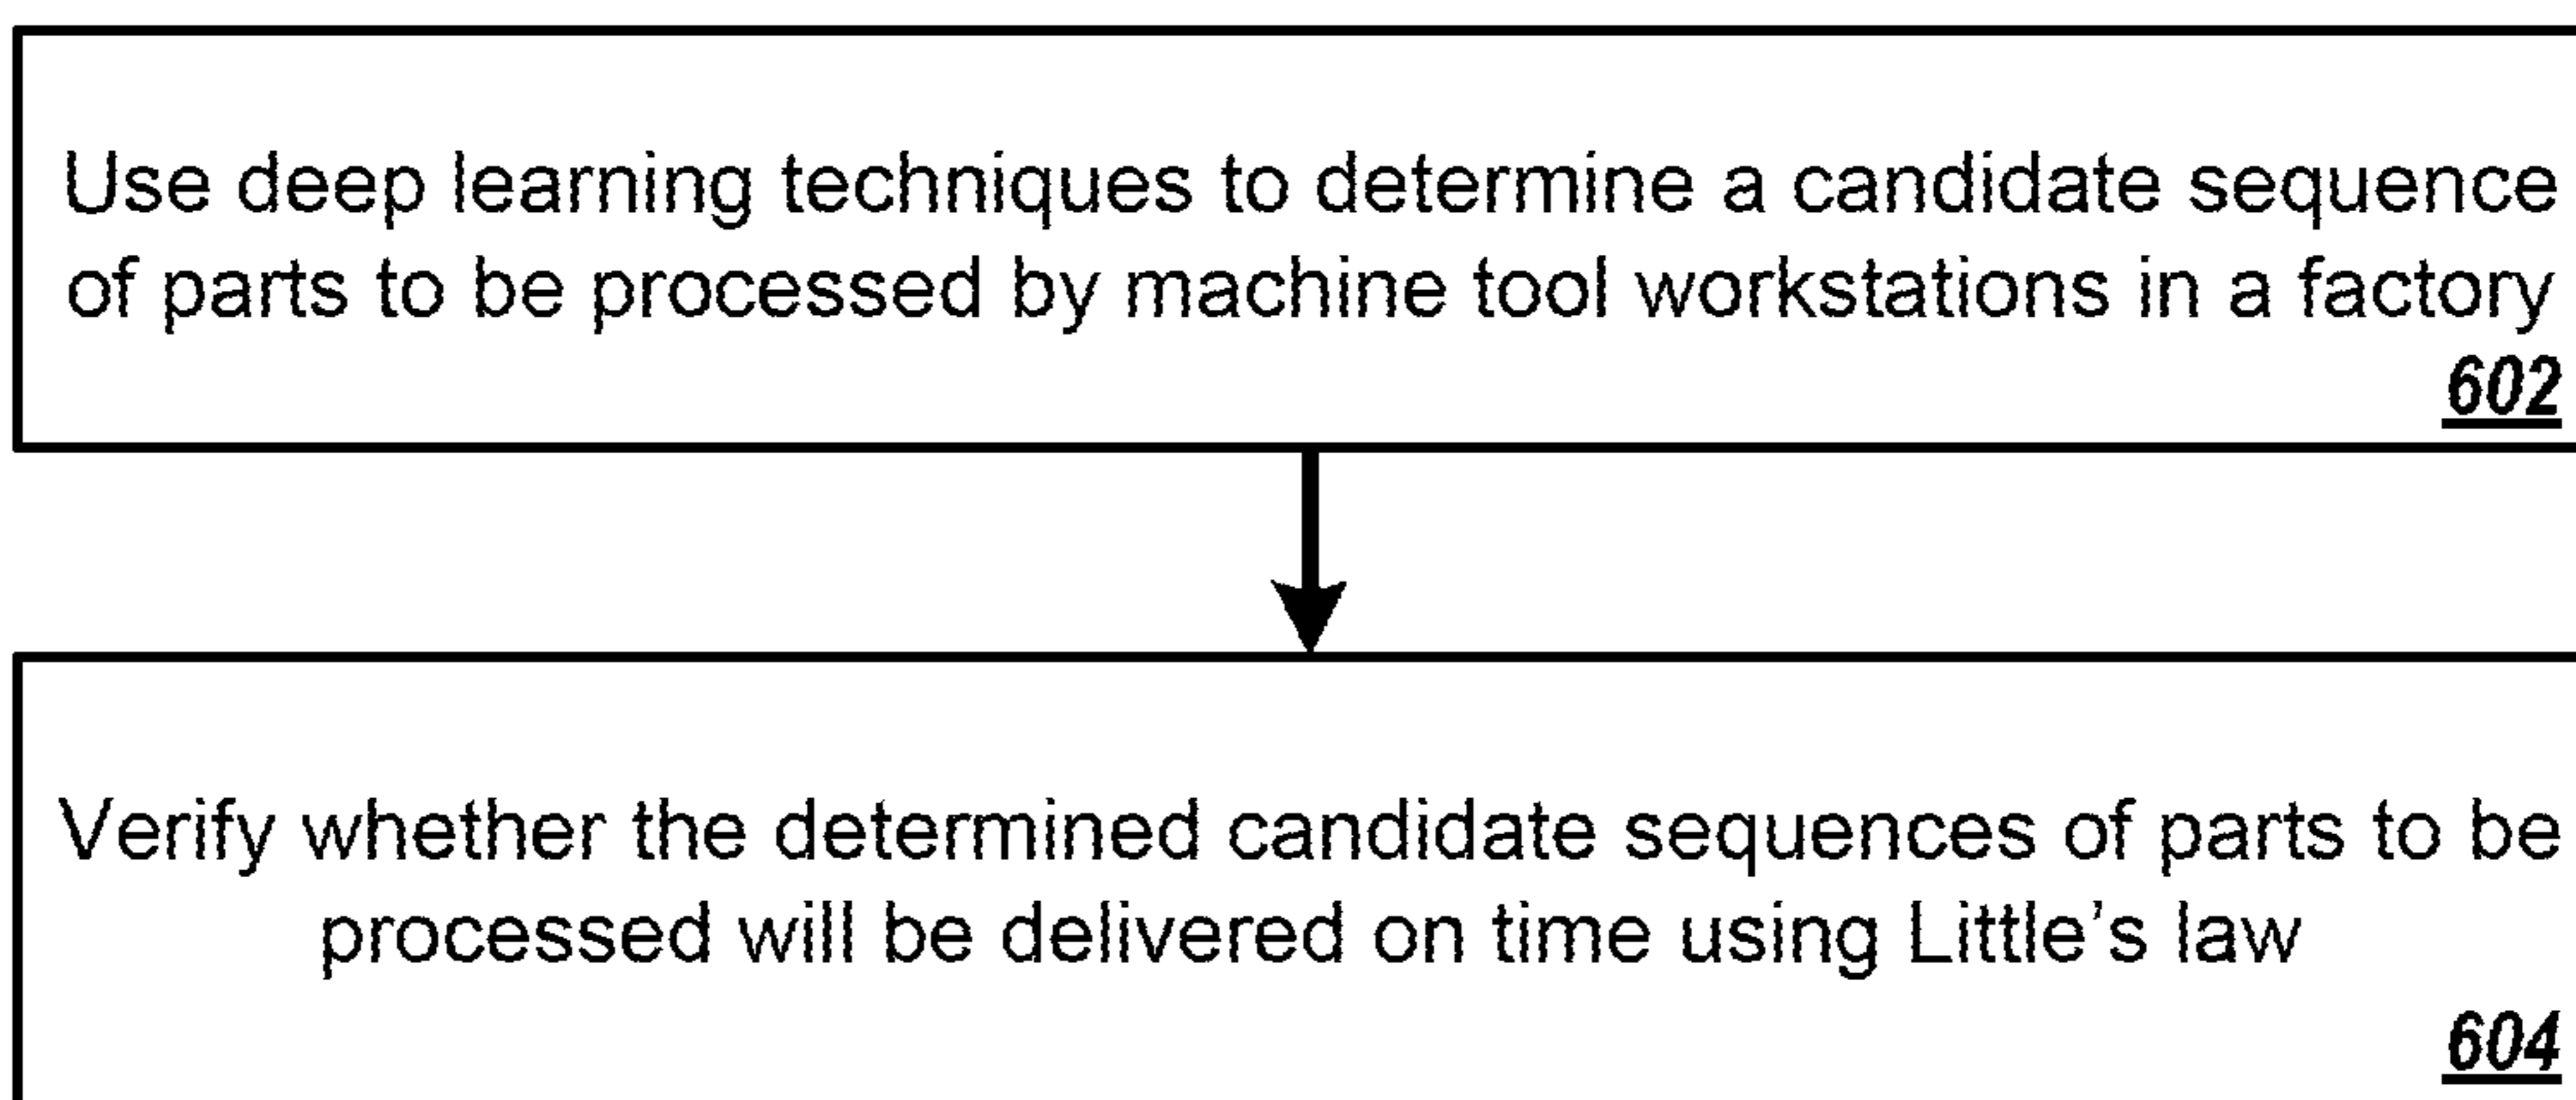 Use deep learning techniques to determine a candidate sequence
of parts to be processed by machine tool workstations in a factory
602
Verify whether the determined candidate sequences of parts to be
processed will be delivered on time using Little's law
604